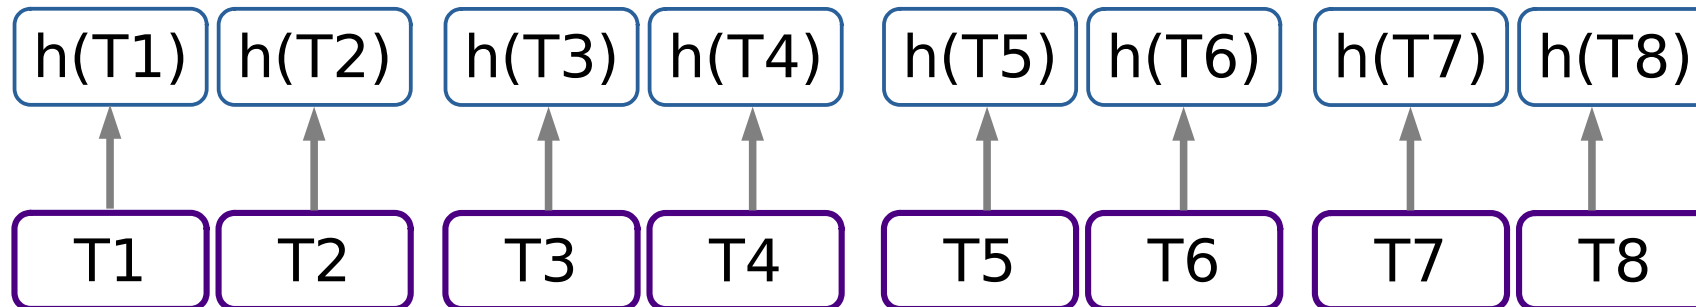 h(T1) h(T2) h(T3) h(T4) h(T5) h(T6) h(T7) h(T8)
T1 T2 T3 T4 T5 T6 T7 T8